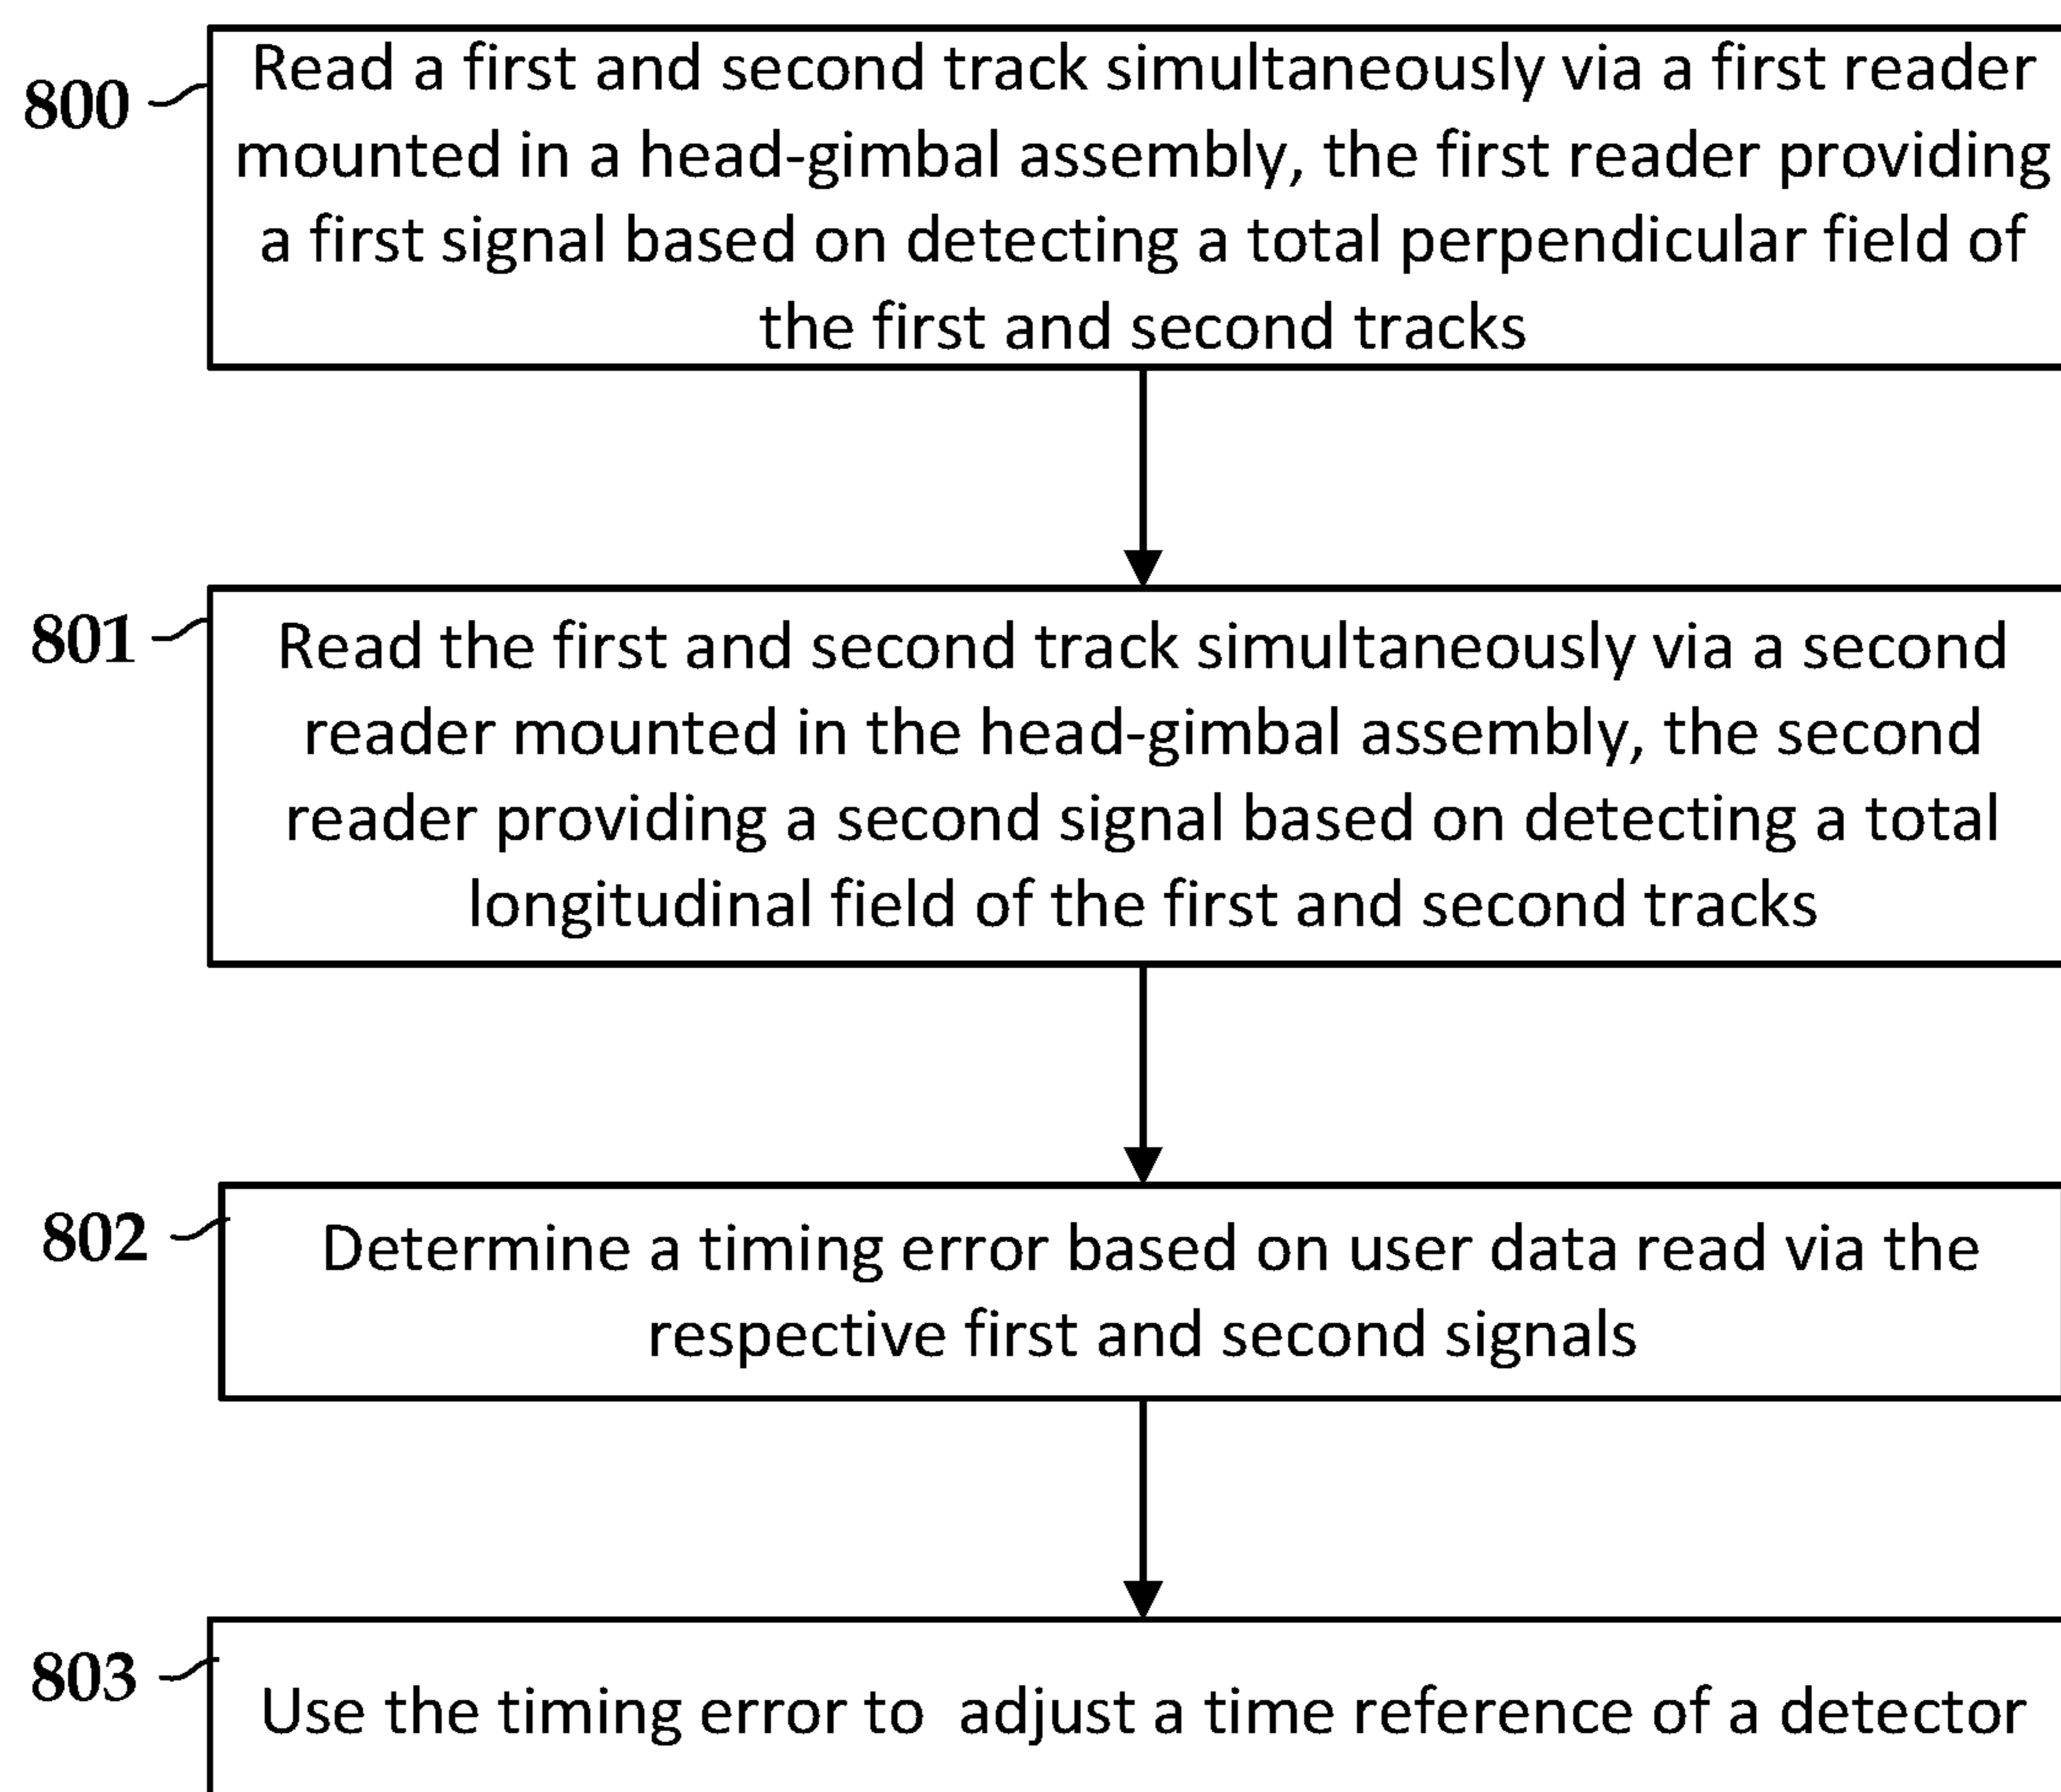 800
Read a first and second track simultaneously via a first reader
mounted in a head-gimbal assembly, the first reader providing
a first signal based on detecting a total perpendicular field of
the first and second tracks
801
Read the first and second track simultaneously via a second
reader mounted in the head-gimbal assembly, the second
reader providing a second signal based on detecting a total
longitudinal field of the first and second tracks
802
Determine a timing error based on user data read via the
respective first and second signals
803
Use the timing error to adjust a time reference of a detector